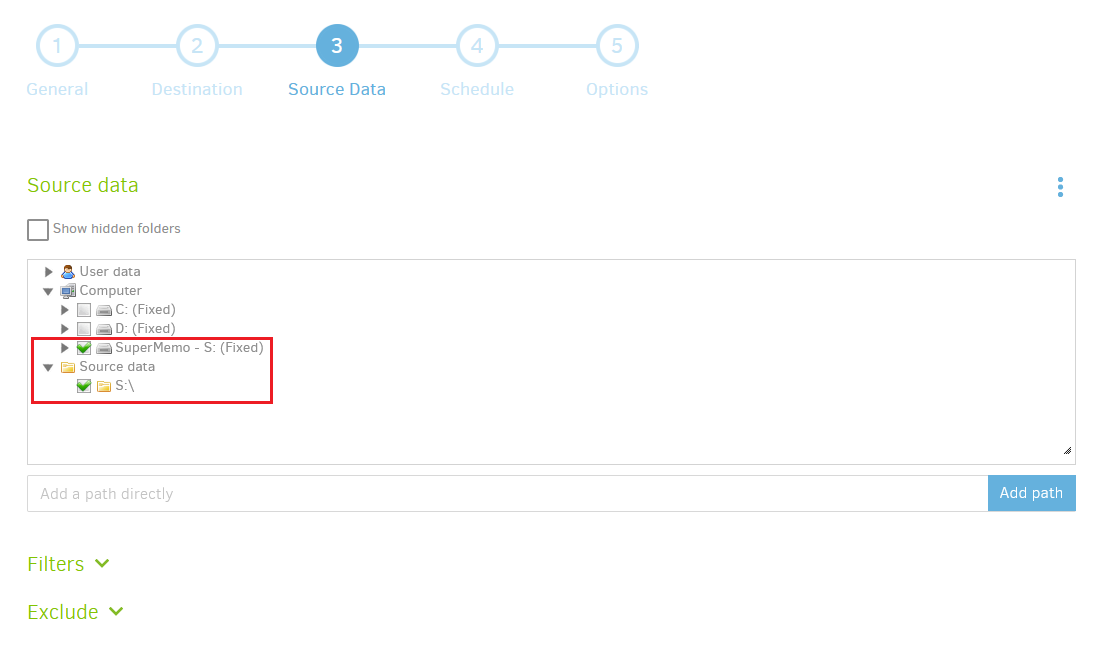 1 2 3 4 5
General Destination Source Data Schedule Options
Source data
Show hidden folders
User data
Computer
C: (Fixed)
D: (Fixed)
SuperMemo - S: (Fixed)
Source data
S:\
Add a path directly Add path
Filters
Exclude